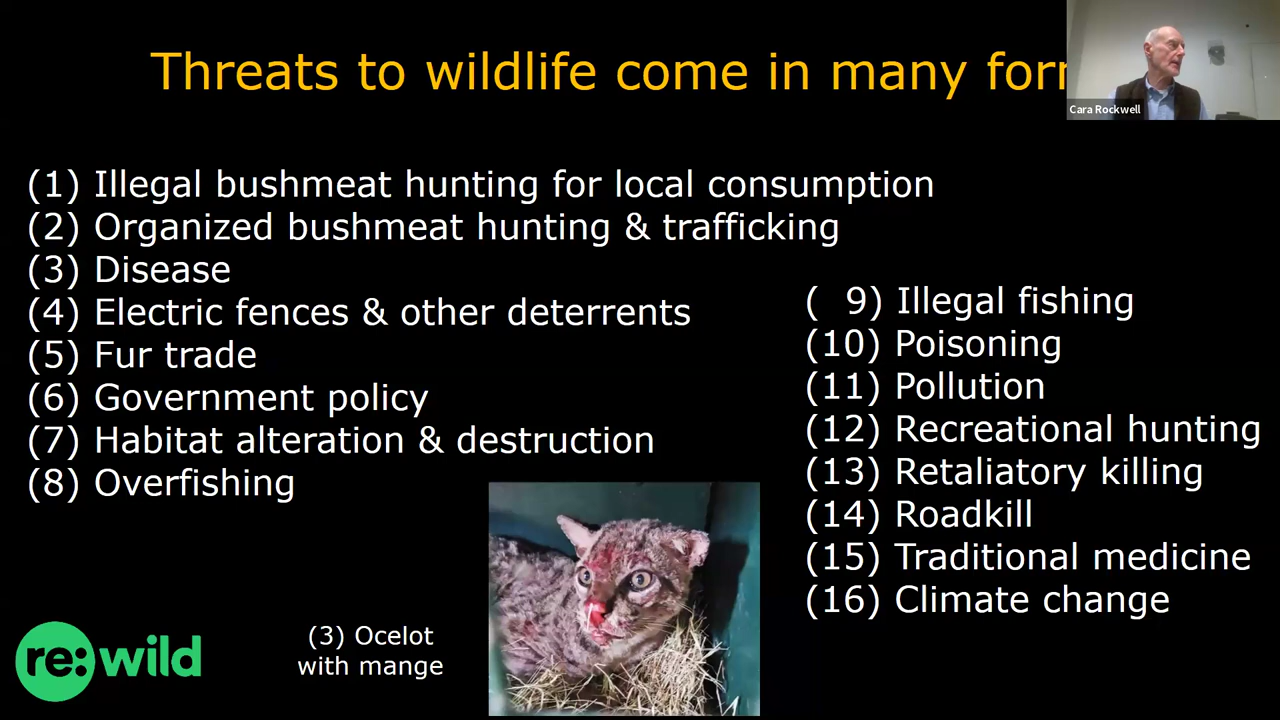 Threats to wildlife come in many for
Cara Rockwell
(1) Illegal bushmeat hunting for local consumption
(2) Organized bushmeat hunting & trafficking
(3) Disease
(4) Electric fences & other deterrents
(5) Fur trade
(6) Government policy
(7) Habitat alteration & destruction
(8) Overfishing
( 9) Illegal fishing
(10) Poisoning
(11) Pollution
(12) Recreational hunting
(13) Retaliatory killing
(14) Roadkill
(15) Traditional medicine
(16) Climate change
(3) Ocelot
with mange
re:wild